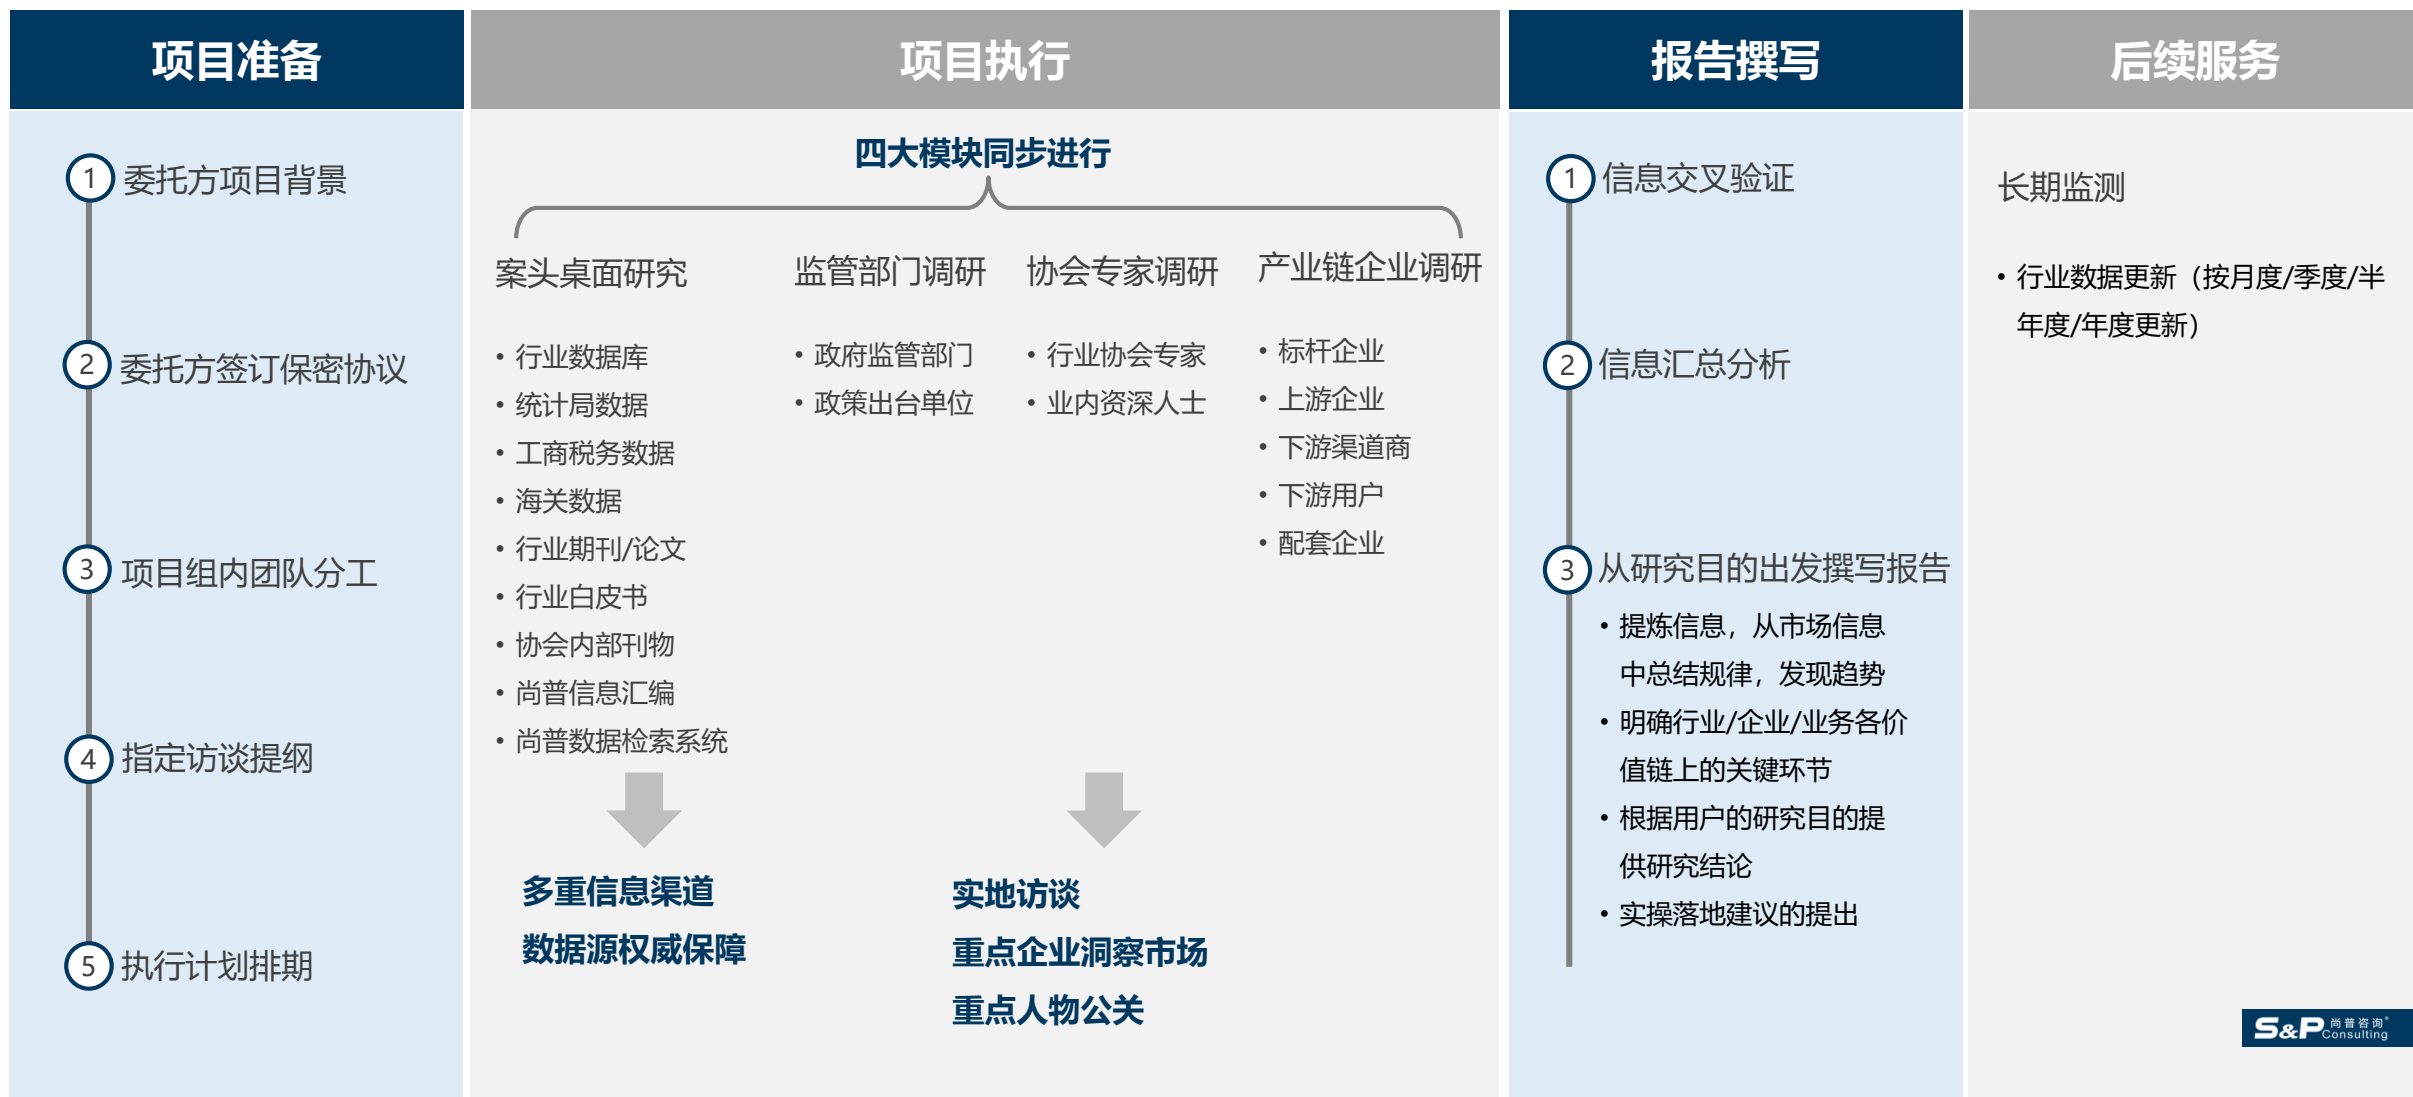 项目准备
1 委托方项目背景
2 委托方签订保密协议
3 项目组内团队分工
4 指定访谈提纲
5 执行计划排期
项目执行
四大模块同步进行
案头桌面研究
• 行业数据库
• 统计局数据
• 工商税务数据
• 海关数据
• 行业期刊/论文
• 行业白皮书
• 协会内部刊物
• 尚普信息汇编
• 尚普数据检索系统
多重信息渠道
数据源权威保障
监管部门调研
• 政府监管部门
• 政策出台单位
协会专家调研
• 行业协会专家
• 业内资深人士
产业链企业调研
• 标杆企业
• 上游企业
• 下游渠道商
• 下游用户
• 配套企业
实地访谈
重点企业洞察市场
重点人物公关
报告撰写
1 信息交叉验证
2 信息汇总分析
3 从研究目的出发撰写报告
• 提炼信息，从市场信息
中总结规律，发现趋势
• 明确行业/企业/业务各价
值链上的关键环节
• 根据用户的研究目的提
供研究结论
• 实操落地建议的提出
后续服务
长期监测
• 行业数据更新（按月度/季度/半
年度/年度更新）
S&P 尚普咨询®
Consulting